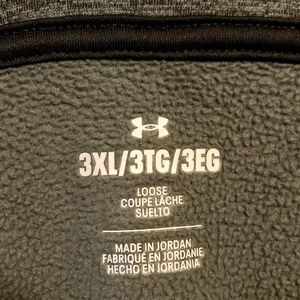 3XL/3TG/3EG
LOOSE
COUPE LÂCHE
SUELTO
MADE IN JORDAN
FABRIQUÉ EN JORDANIE
HECHO EN JORDANIA